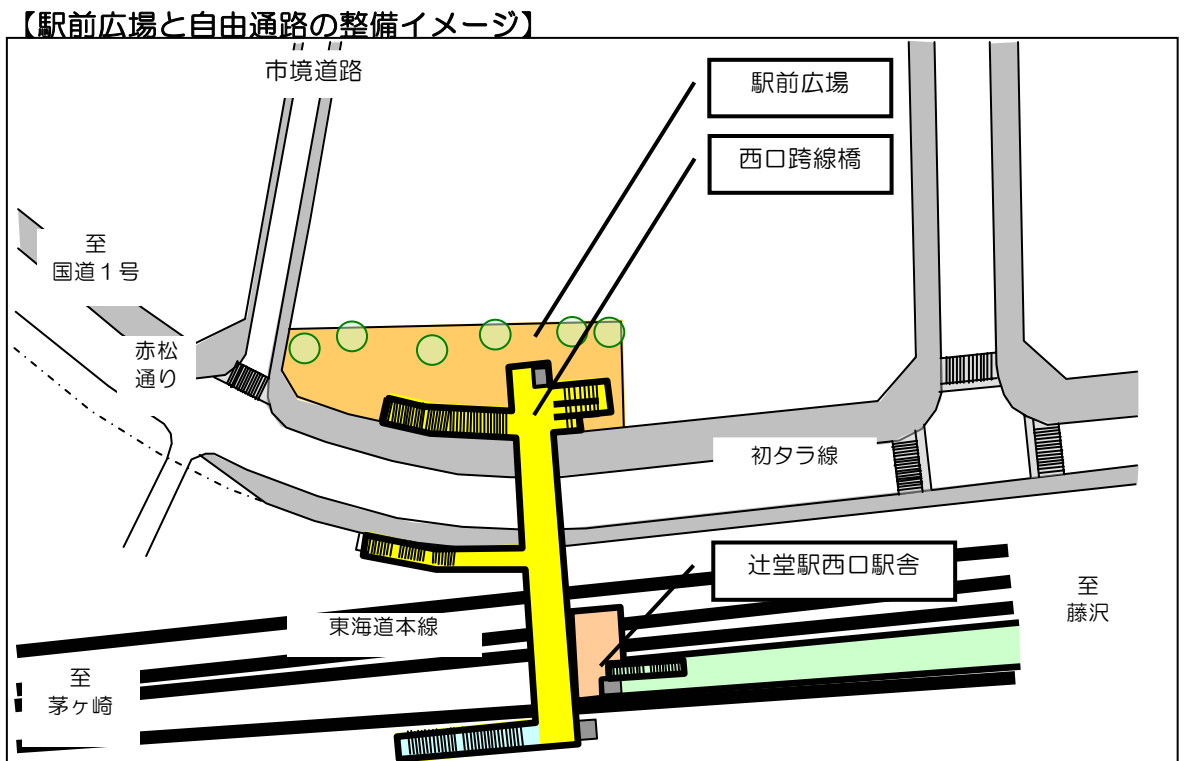 【駅前広場と自由通路の整備イメージ】
市境道路
駅前広場
西口跨線橋
至
国道1号
赤松
通り
初タラ線
辻堂駅西口駅舎
至
藤沢
東海道本線
至
茅ヶ崎